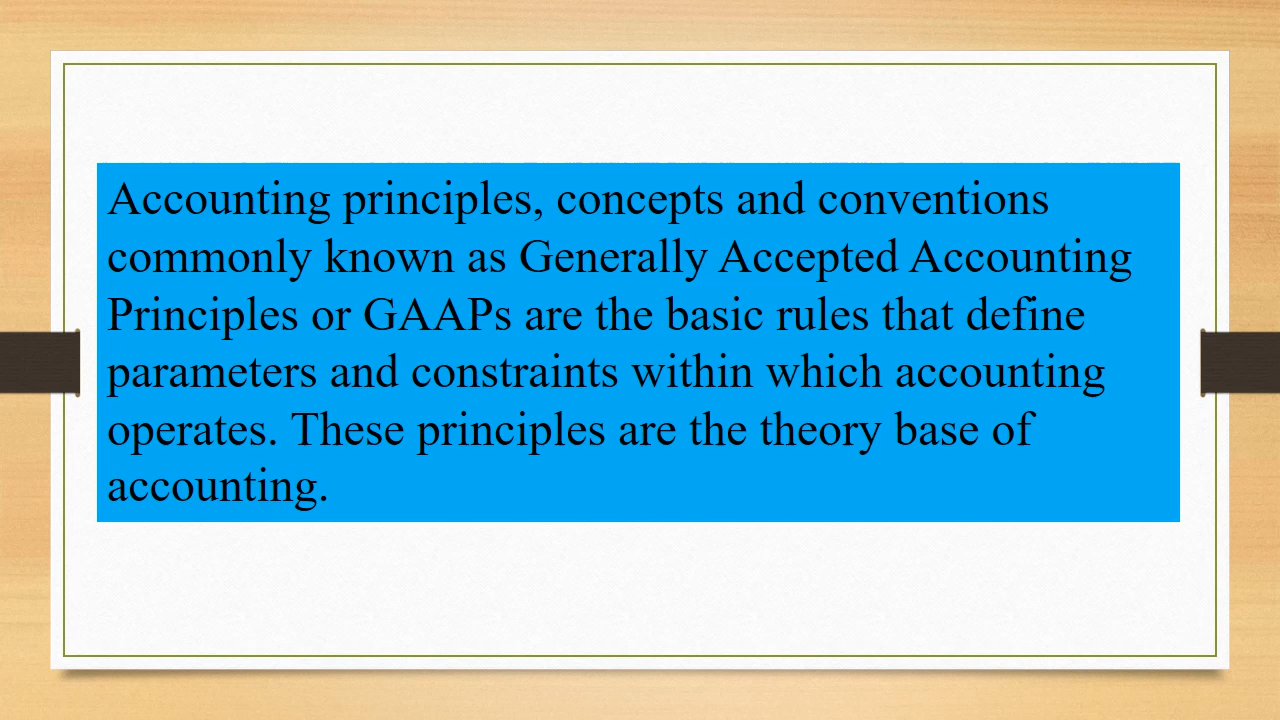 Accounting principles, concepts and conventions
commonly known as Generally Accepted Accounting
Principles or GAAPs are the basic rules that define
parameters and constraints within which accounting
operates. These principles are the theory base of
accounting.